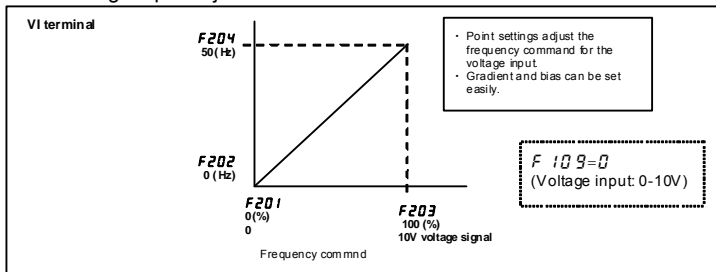 VI terminal
F204
50(Hz)
F202
0 (Hz)
F201
0(%)
0
F203
100 (%)
10V voltage signal
Frequency commnd
· Point settings adjust the
frequency command for the
voltage input.
· Gradient and bias can be set
easily.
F 109=0
(Voltage input: 0-10V)